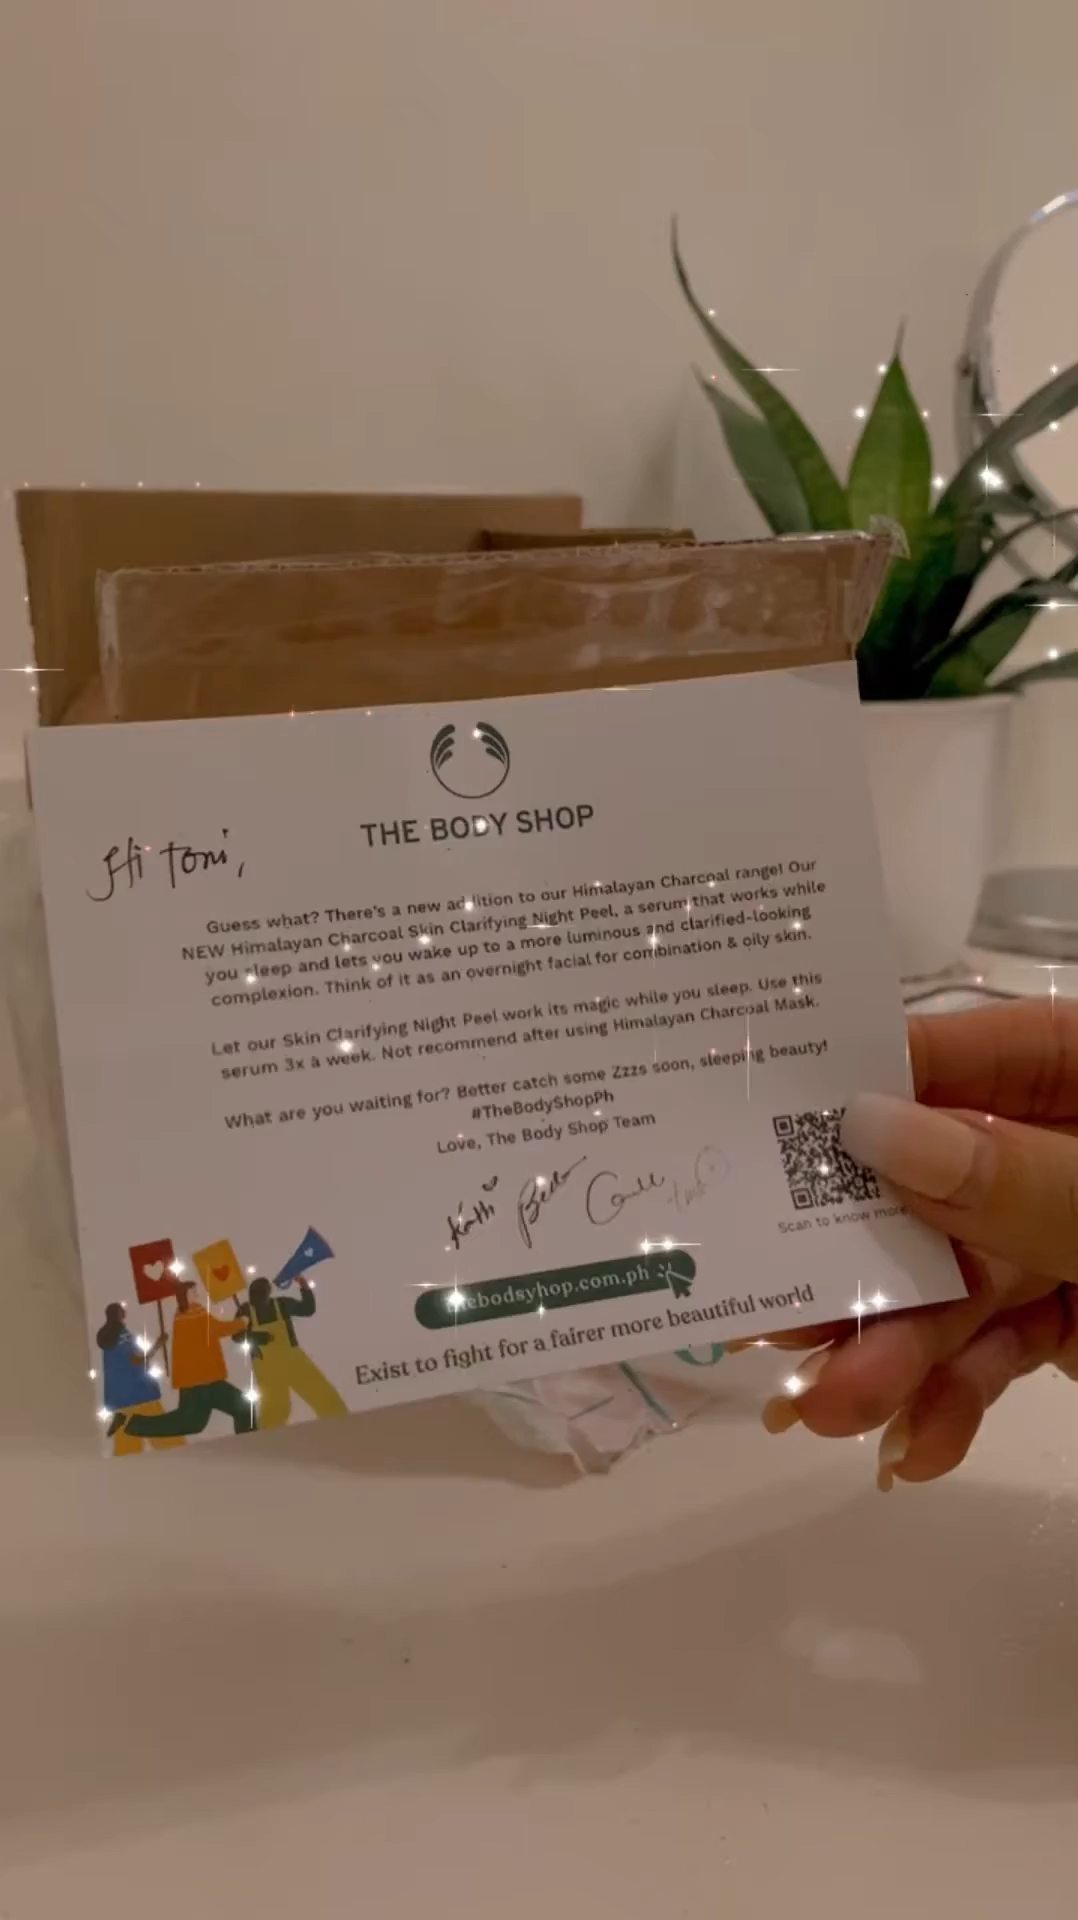 THE BODY SHOP
Hi Toni,
Guess what? There's a new addition to our Himalayan Charcoal range! Our
NEW Himalayan Charcoal Skin Clarifying Night Peel, a serum that works while
you sleep and lets you wake up to a more luminous and clarified-looking
complexion. Think of it as an overnight facial for combination & oily skin.
Let our Skin Clarifying Night Peel work its magic while you sleep. Use this
serum 3x a week. Not recommend after using Himalayan Charcoal Mask.
What are you waiting for? Better catch some Zzzs soon, sleeping beauty!
#TheBodyShopPh
Love, The Body Shop Team
Kath
Scan to know more
thebodsyhop.com.ph
Exist to fight for a fairer more beautiful world